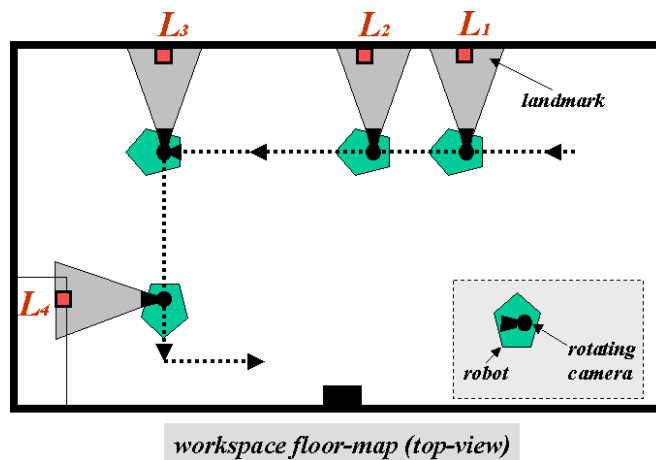 L3 L2 L1
landmark
L4
robot
rotating
camera
workspace floor-map (top-view)